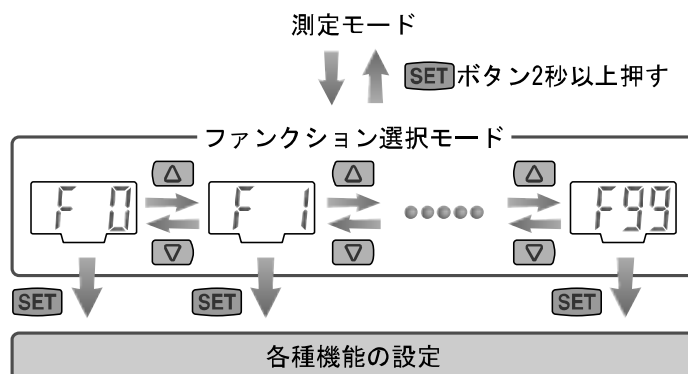 測定モード
SETボタン2秒以上押す
ファンクション選択モード
F 0 F 1 F99
SET SET SET
各種機能の設定